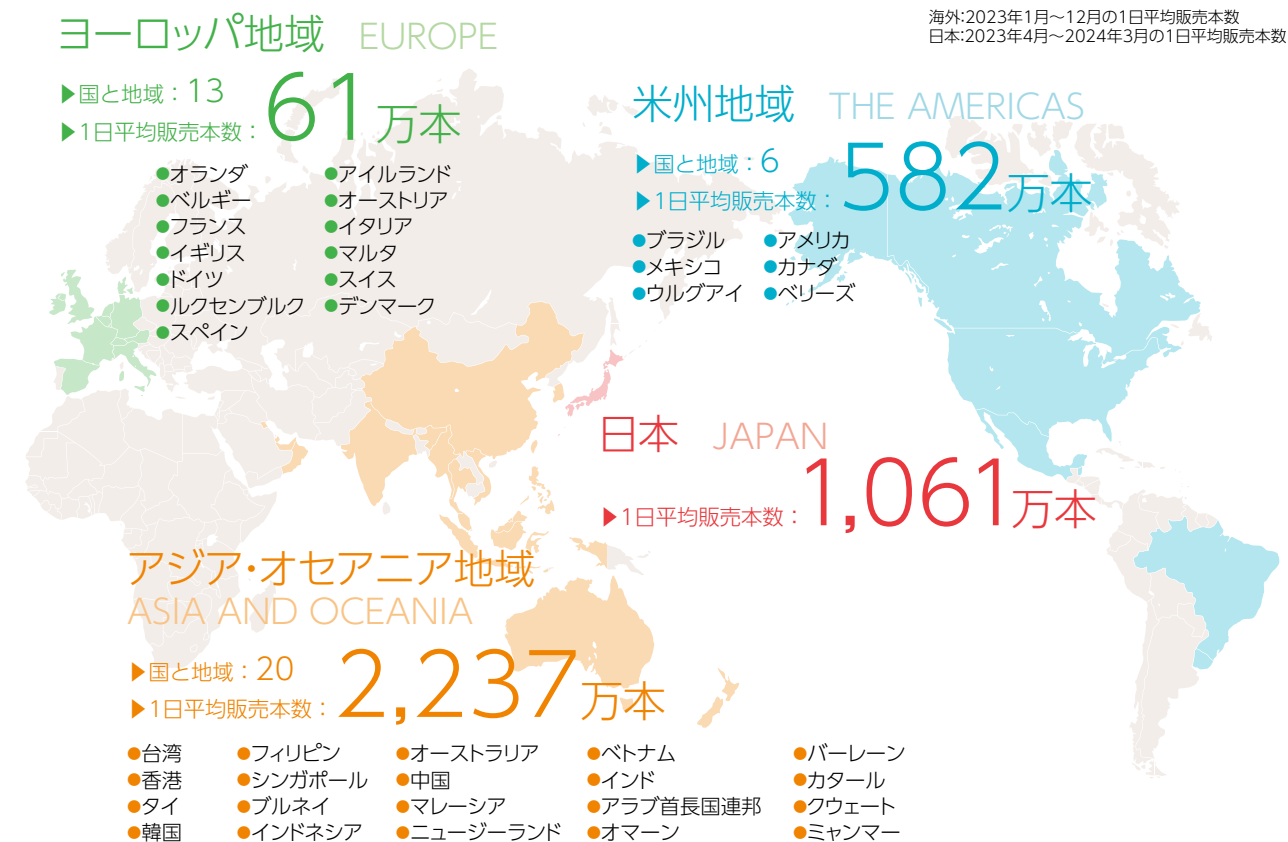 海外:2023年1月～12月の1日平均販売本数
日本:2023年4月～2024年3月の1日平均販売本数
ヨーロッパ地域 EUROPE
▶国と地域：13
▶1日平均販売本数：61万本
●オランダ ●アイルランド
●ベルギー ●オーストリア
●フランス ●イタリア
●イギリス ●マルタ
●ドイツ ●スイス
●ルクセンブルク ●デンマーク
●スペイン
米州地域 THE AMERICAS
▶国と地域：6
▶1日平均販売本数：582万本
●ブラジル ●アメリカ
●メキシコ ●カナダ
●ウルグアイ ●ベリーズ
日本 JAPAN
▶1日平均販売本数：1,061万本
アジア・オセアニア地域
ASIA AND OCEANIA
▶国と地域：20
▶1日平均販売本数：2,237万本
●台湾 ●フィリピン ●オーストラリア ●ベトナム ●バーレーン
●香港 ●シンガポール ●中国 ●インド ●カタール
●タイ ●ブルネイ ●マレーシア ●アラブ首長国連邦 ●クウェート
●韓国 ●インドネシア ●ニュージーランド ●オマーン ●ミャンマー